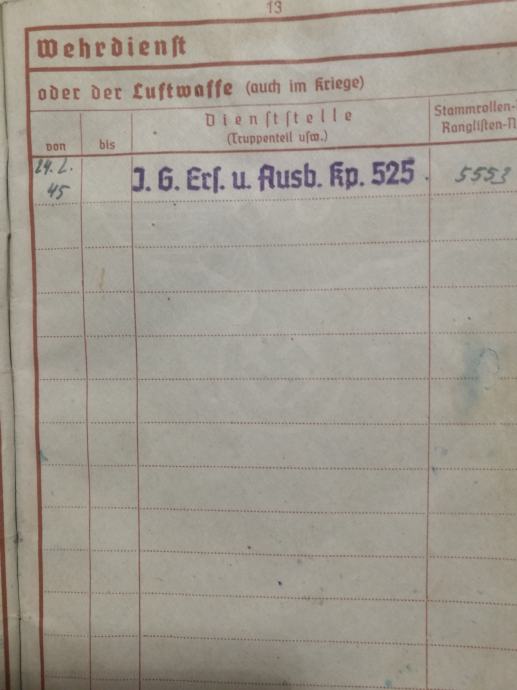 13
Wehrdienſt
oder der Luftwaffe (auch im Kriege)
von
bis
Dienſtſtelle
(Truppenteil uſw.)
Stammrollen-
Rangliſten-N
24. 2.
45
J. G. Erſ. u. Ausb. Kp. 525.
5553